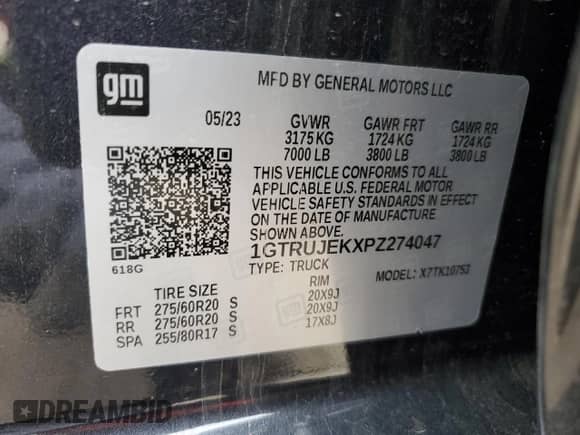 gm
MFD BY GENERAL MOTORS LLC
05/23 GVWR GAWR FRT GAWR RR
3175 KG 1724 KG 1724 KG
7000 LB 3800 LB 3800 LB
THIS VEHICLE CONFORMS TO ALL
APPLICABLE U.S. FEDERAL MOTOR
VEHICLE SAFETY STANDARDS IN EFFECT
ON THE DATE OF MANUFACTURE
SHOWN ABOVE.
618G
1GTRUJEKXPZ274047
TYPE: TRUCK MODEL: X7TK10753
TIRE SIZE RIM
FRT 275/60R20 S 20X9J
RR 275/60R20 S 20X9J
SPA 255/80R17 S 17X8J
DREAMBID